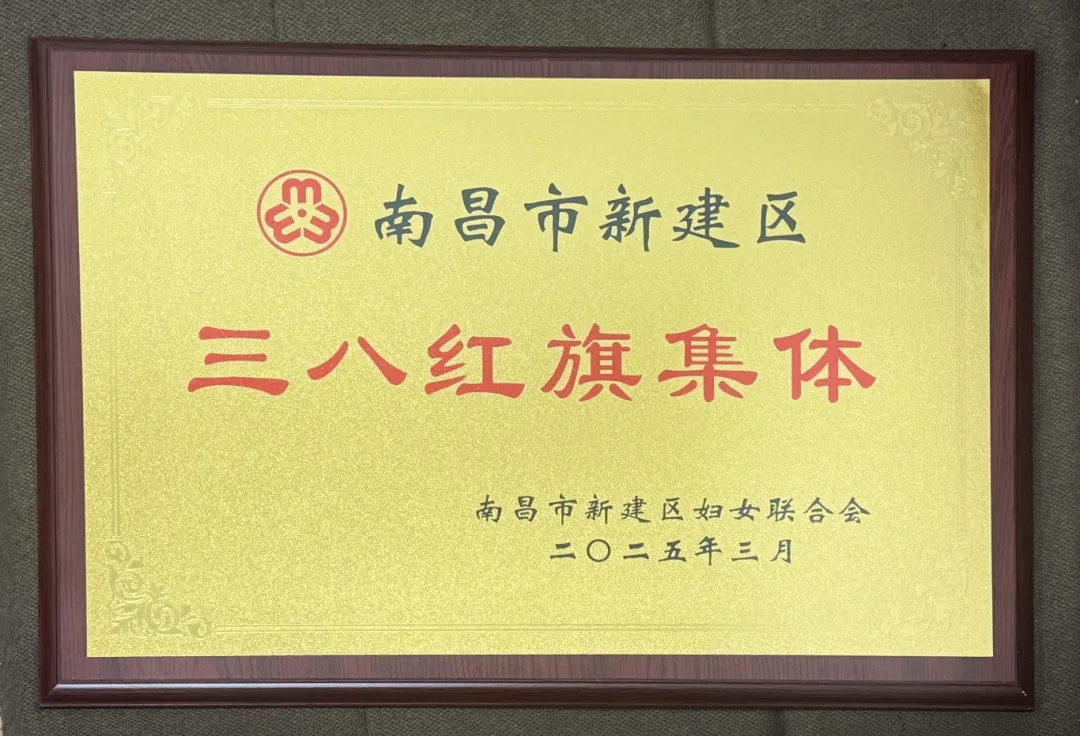 南昌市新建区
三八红旗集体
南昌市新建区妇女联合会
二〇二五年三月